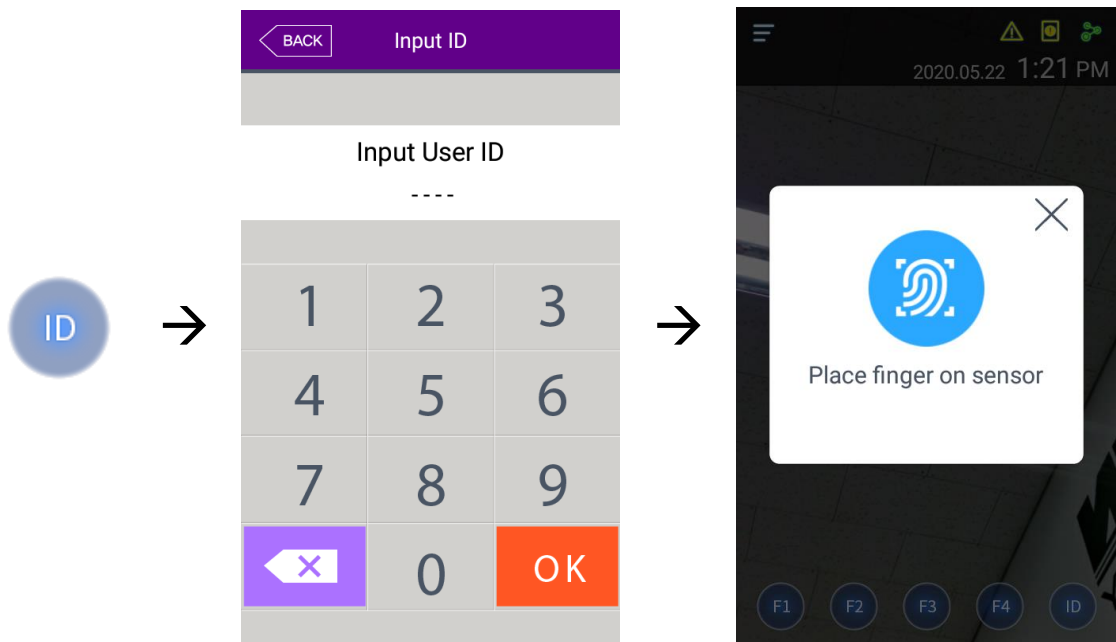 ID
BACK Input ID
Input User ID
----
1 2 3
4 5 6
7 8 9
0 OK
2020.05.22 1:21 PM
Place finger on sensor
F1 F2 F3 F4 ID